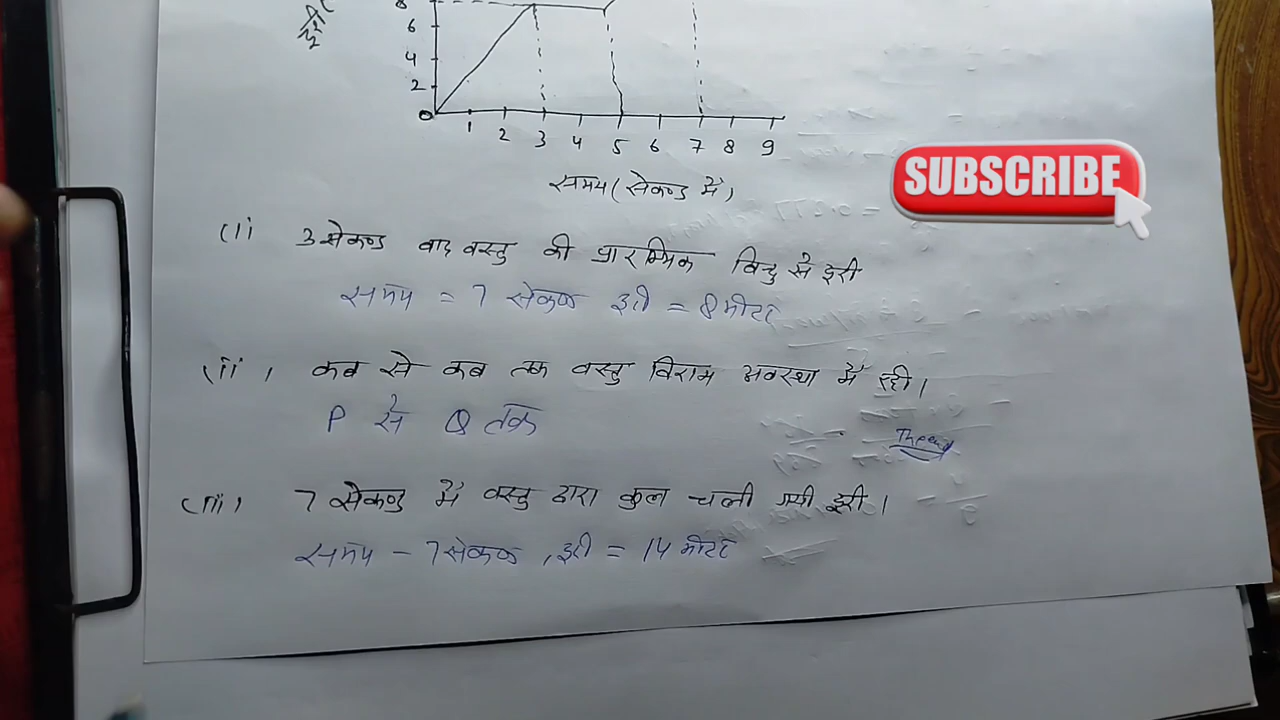 8
6
4
2
0
1 2 3 4 5 6 7 8 9
समय (सेकण्ड में)
SUBSCRIBE
(i) 3 सेकण्ड बाद वस्तु की प्रारम्भिक बिन्दु से दूरी
समय = 7 सेकण्ड दूरी = 8 मीटर
(ii) कब से कब तक वस्तु विराम अवस्था में रही।
P से Q तक
The end
(iii) 7 सेकण्ड में वस्तु द्वारा कुल चली गयी दूरी।
समय - 7 सेकण्ड , दूरी = 14 मीटर